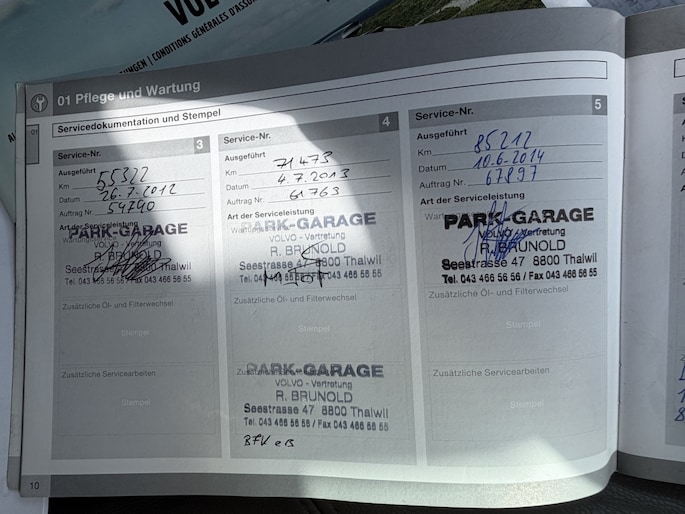 VOLV
UNGEN | CONDITIONS GÉNÉRALES D'ASSU
01 Pflege und Wartung
01
Servicedokumentation und Stempel
Service-Nr. 3
Ausgeführt
Km 55322
Datum 26.7.2012
Auftrag Nr. 54790
Art der Serviceleistung
PARK-GARAGE
VOLVO - Vertretung
R. BRUNOLD
Seestrasse 47 8800 Thalwil
Tel. 043 466 56 56 / Fax 043 466 56 55
Zusätzliche Öl- und Filterwechsel
Stempel
Zusätzliche Servicearbeiten
Stempel
Service-Nr. 4
Ausgeführt
Km 71473
Datum 4.7.2013
Auftrag Nr. 61763
Art der Serviceleistung
PARK-GARAGE
VOLVO - Vertretung
R. BRUNOLD
Seestrasse 47 8800 Thalwil
Tel. 043 466 56 56 / Fax 043 466 56 55
Zusätzliche Öl- und Filterwechsel
Stempel
PARK-GARAGE
VOLVO - Vertretung
R. BRUNOLD
Seestrasse 47 8800 Thalwil
Tel. 043 466 56 56 / Fax 043 466 56 55
Service-Nr. 5
Ausgeführt
Km 85212
Datum 10.6.2014
Auftrag Nr. 67897
Art der Serviceleistung
PARK-GARAGE
VOLVO - Vertretung
R. BRUNOLD
Seestrasse 47 8800 Thalwil
Tel. 043 466 56 56 / Fax 043 466 56 55
Zusätzliche Öl- und Filterwechsel
Stempel
Zusätzliche Servicearbeiten
Stempel
10